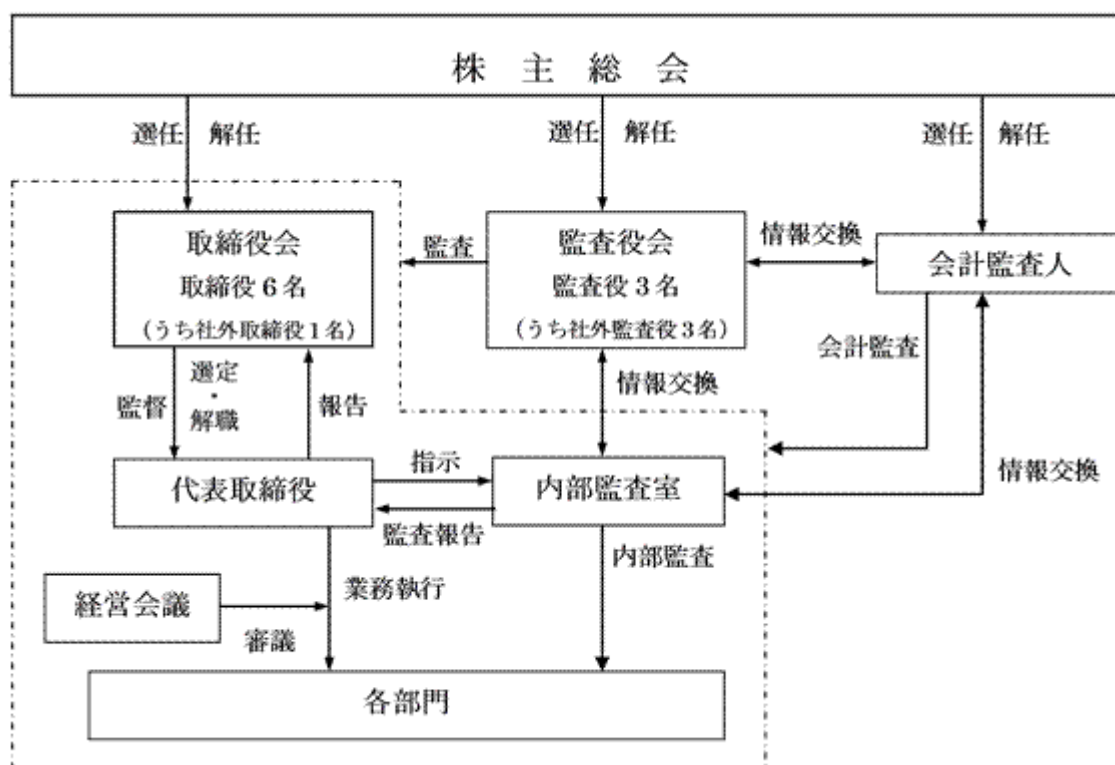 株 主 総 会
選任 解任
選任 解任
選任 解任
取締役会
取締役6名
（うち社外取締役1名）
監査
監査役会
監査役3名
（うち社外監査役3名）
情報交換
会計監査人
監督
選定
・
解職
報告
情報交換
会計監査
代表取締役
指示
監査報告
内部監査室
情報交換
経営会議
審議
業務執行
内部監査
各部門